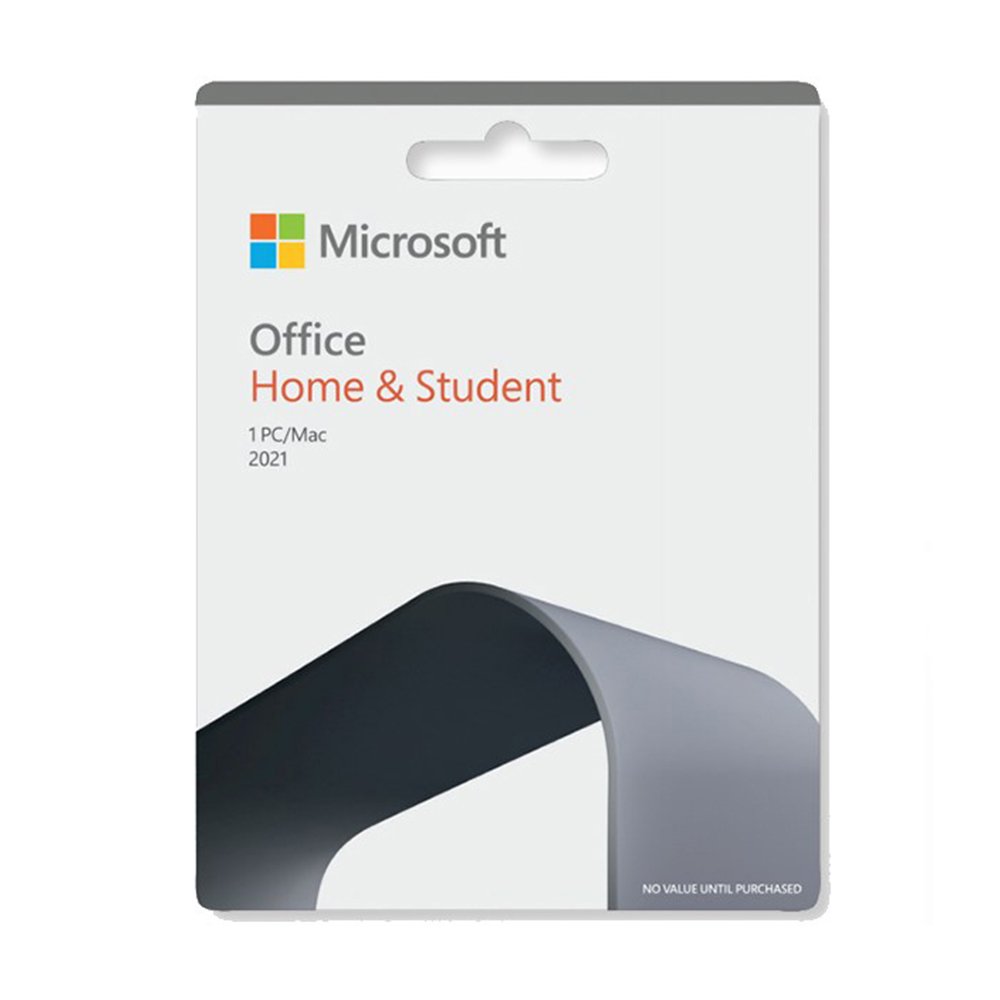 Microsoft
Office
Home & Student
1 PC/Mac
2021
NO VALUE UNTIL PURCHASED